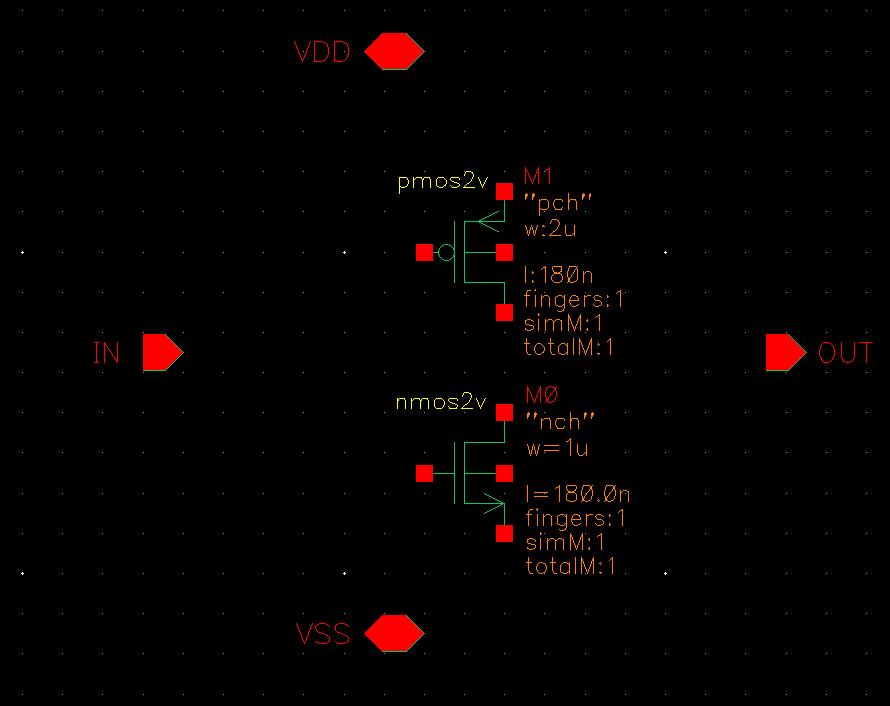 VDD
pmos2v
M1
"pch"
w:2u
l:180n
fingers:1
simM:1
totalM:1
IN
OUT
nmos2v
M0
"nch"
w=1u
l=180.0n
fingers:1
simM:1
totalM:1
VSS